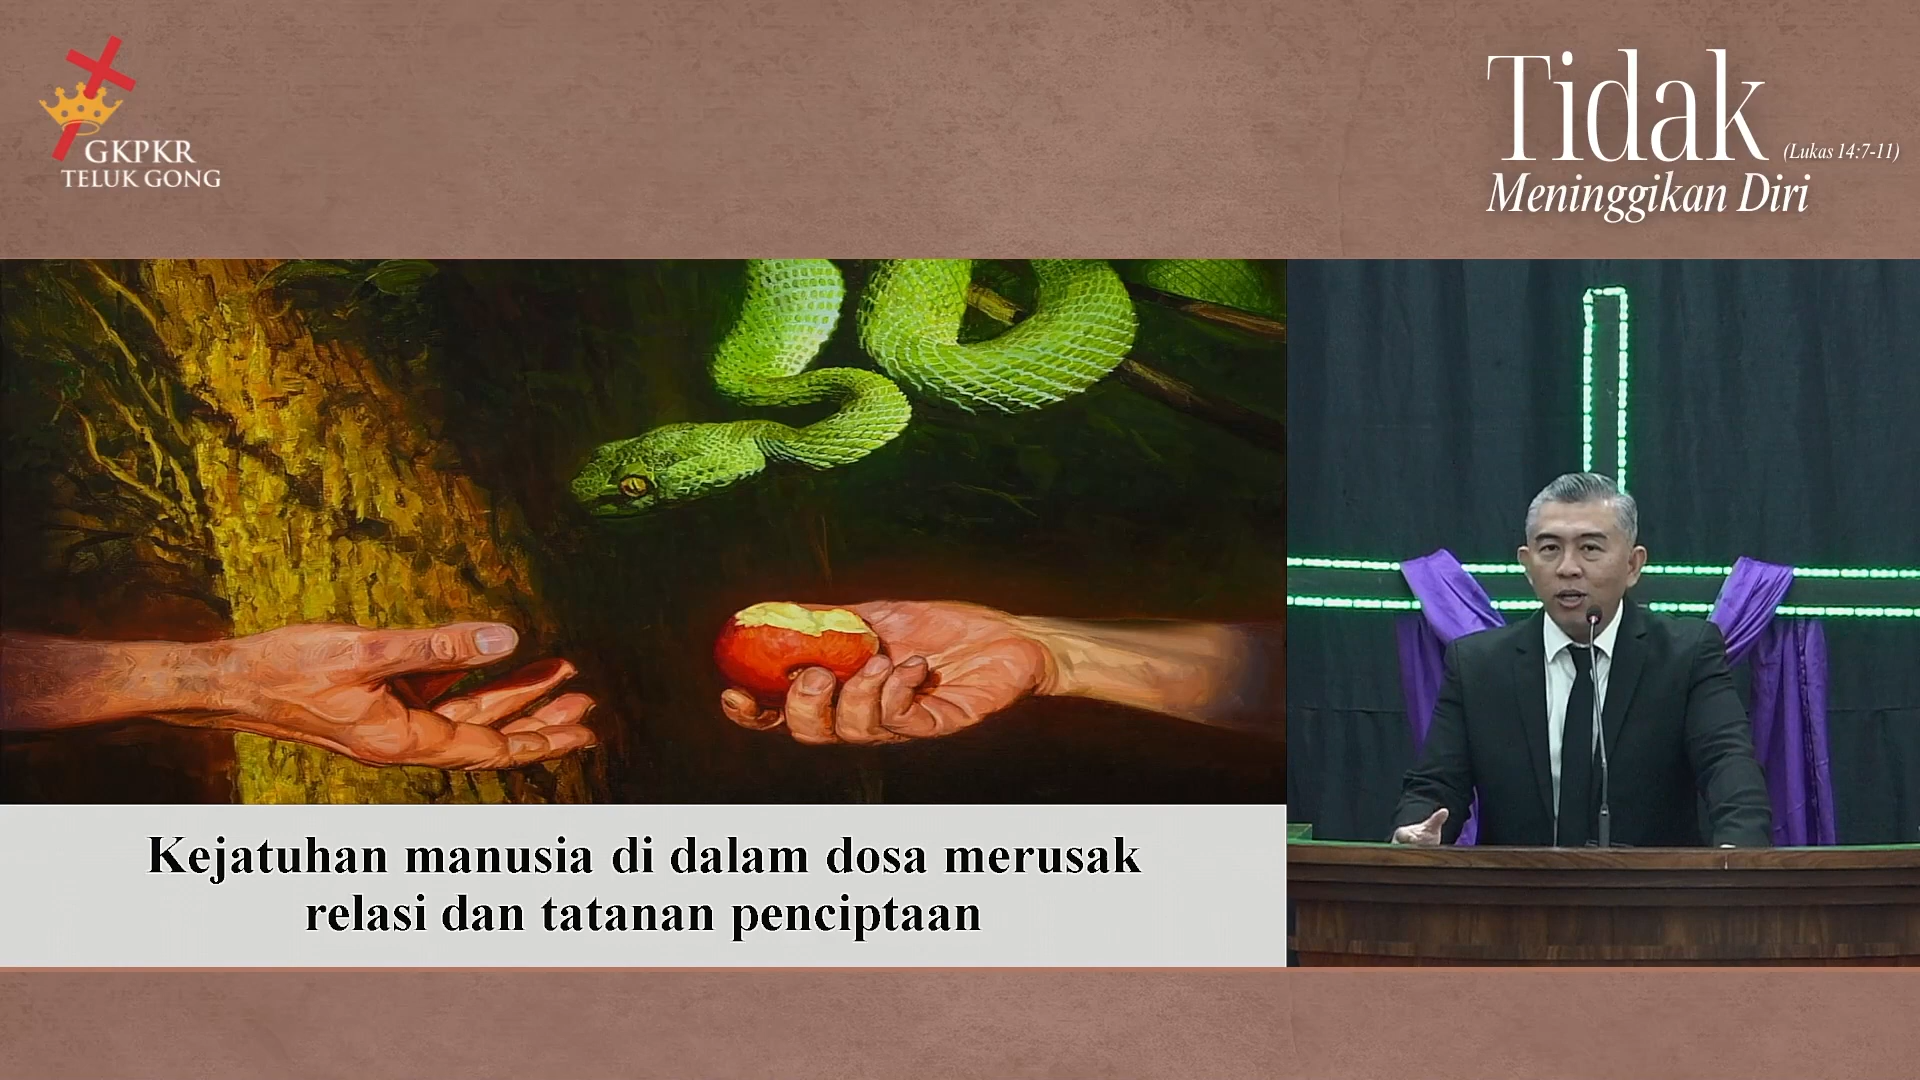 GKPKR
TELUK GONG
Tidak
(Lukas 14:7-11)
Meninggikan Diri
Kejatuhan manusia di dalam dosa merusak
relasi dan tatanan penciptaan